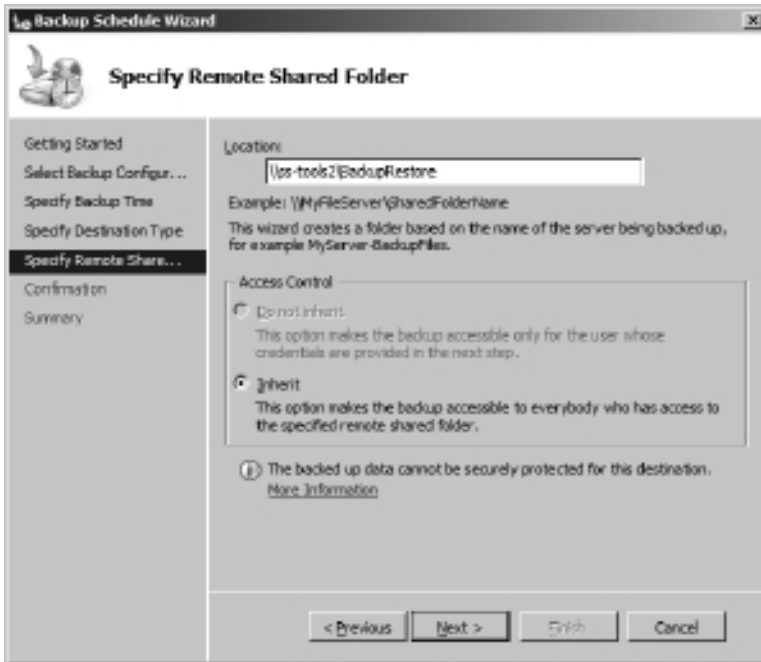 Backup Schedule Wizard
Specify Remote Shared Folder
Getting Started
Select Backup Configur...
Specify Backup Time
Specify Destination Type
Specify Remote Share...
Confirmation
Summary
Location:
\\ps-tools2\BackupRestore
Example: \\MyFileServer\SharedFolderName
This wizard creates a folder based on the name of the server being backed up,
for example MyServer-BackupFiles.
Access Control
Do not inherit
This option makes the backup accessible only for the user whose
credentials are provided in the next step.
Inherit
This option makes the backup accessible to everybody who has access to
the specified remote shared folder.
The backed up data cannot be securely protected for this destination.
More Information
< Previous
Next >
Finish
Cancel